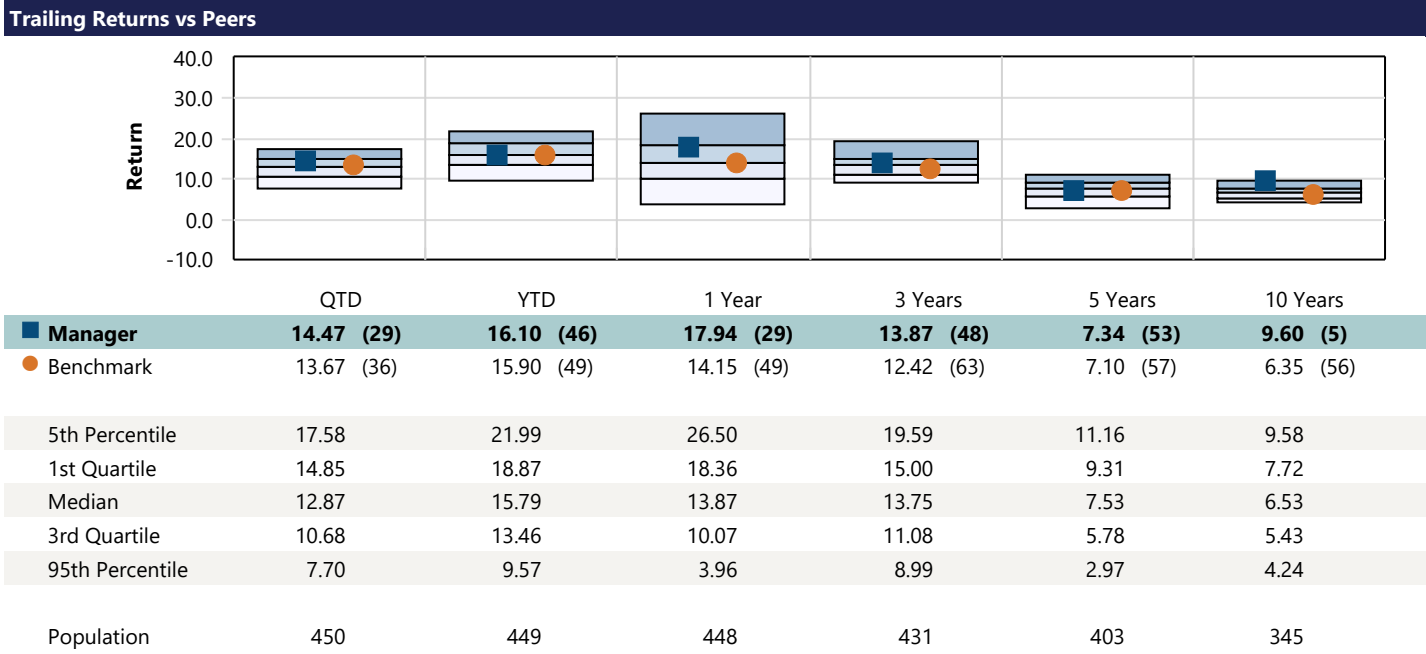 Trailing Returns vs Peers
40.0
30.0
20.0
10.0
0.0
-10.0
Return
QTD YTD 1 Year 3 Years 5 Years 10 Years
Manager 14.47 (29) 16.10 (46) 17.94 (29) 13.87 (48) 7.34 (53) 9.60 (5)
Benchmark 13.67 (36) 15.90 (49) 14.15 (49) 12.42 (63) 7.10 (57) 6.35 (56)
5th Percentile 17.58 21.99 26.50 19.59 11.16 9.58
1st Quartile 14.85 18.87 18.36 15.00 9.31 7.72
Median 12.87 15.79 13.87 13.75 7.53 6.53
3rd Quartile 10.68 13.46 10.07 11.08 5.78 5.43
95th Percentile 7.70 9.57 3.96 8.99 2.97 4.24
Population 450 449 448 431 403 345